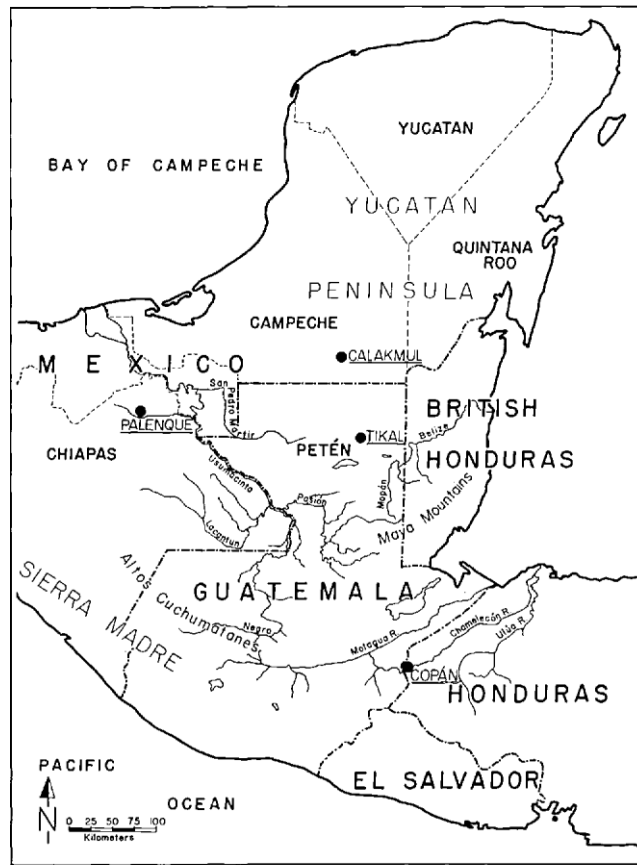 YUCATAN
BAY OF CAMPECHE
YUCATAN
QUINTANA
ROO
PENINSULA
CAMPECHE
CALAKMUL
MEXICO
San
Pedro Martir
BRITISH
PALENQUE
TIKAL
Belize
CHIAPAS
PETÉN
HONDURAS
Usumacinta
Mopán
Pasión
Maya Mountains
Lacantun
Altos
Cuchumatanes
SIERRA MADRE
GUATEMALA
Negro
Motagua R.
Chamelecón R.
Ulúa R.
COPÁN
HONDURAS
PACIFIC
EL SALVADOR
OCEAN
N
0 25 50 75 100
Kilometers